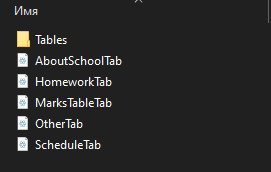 Имя
Tables
AboutSchoolTab
HomeworkTab
MarksTableTab
OtherTab
ScheduleTab